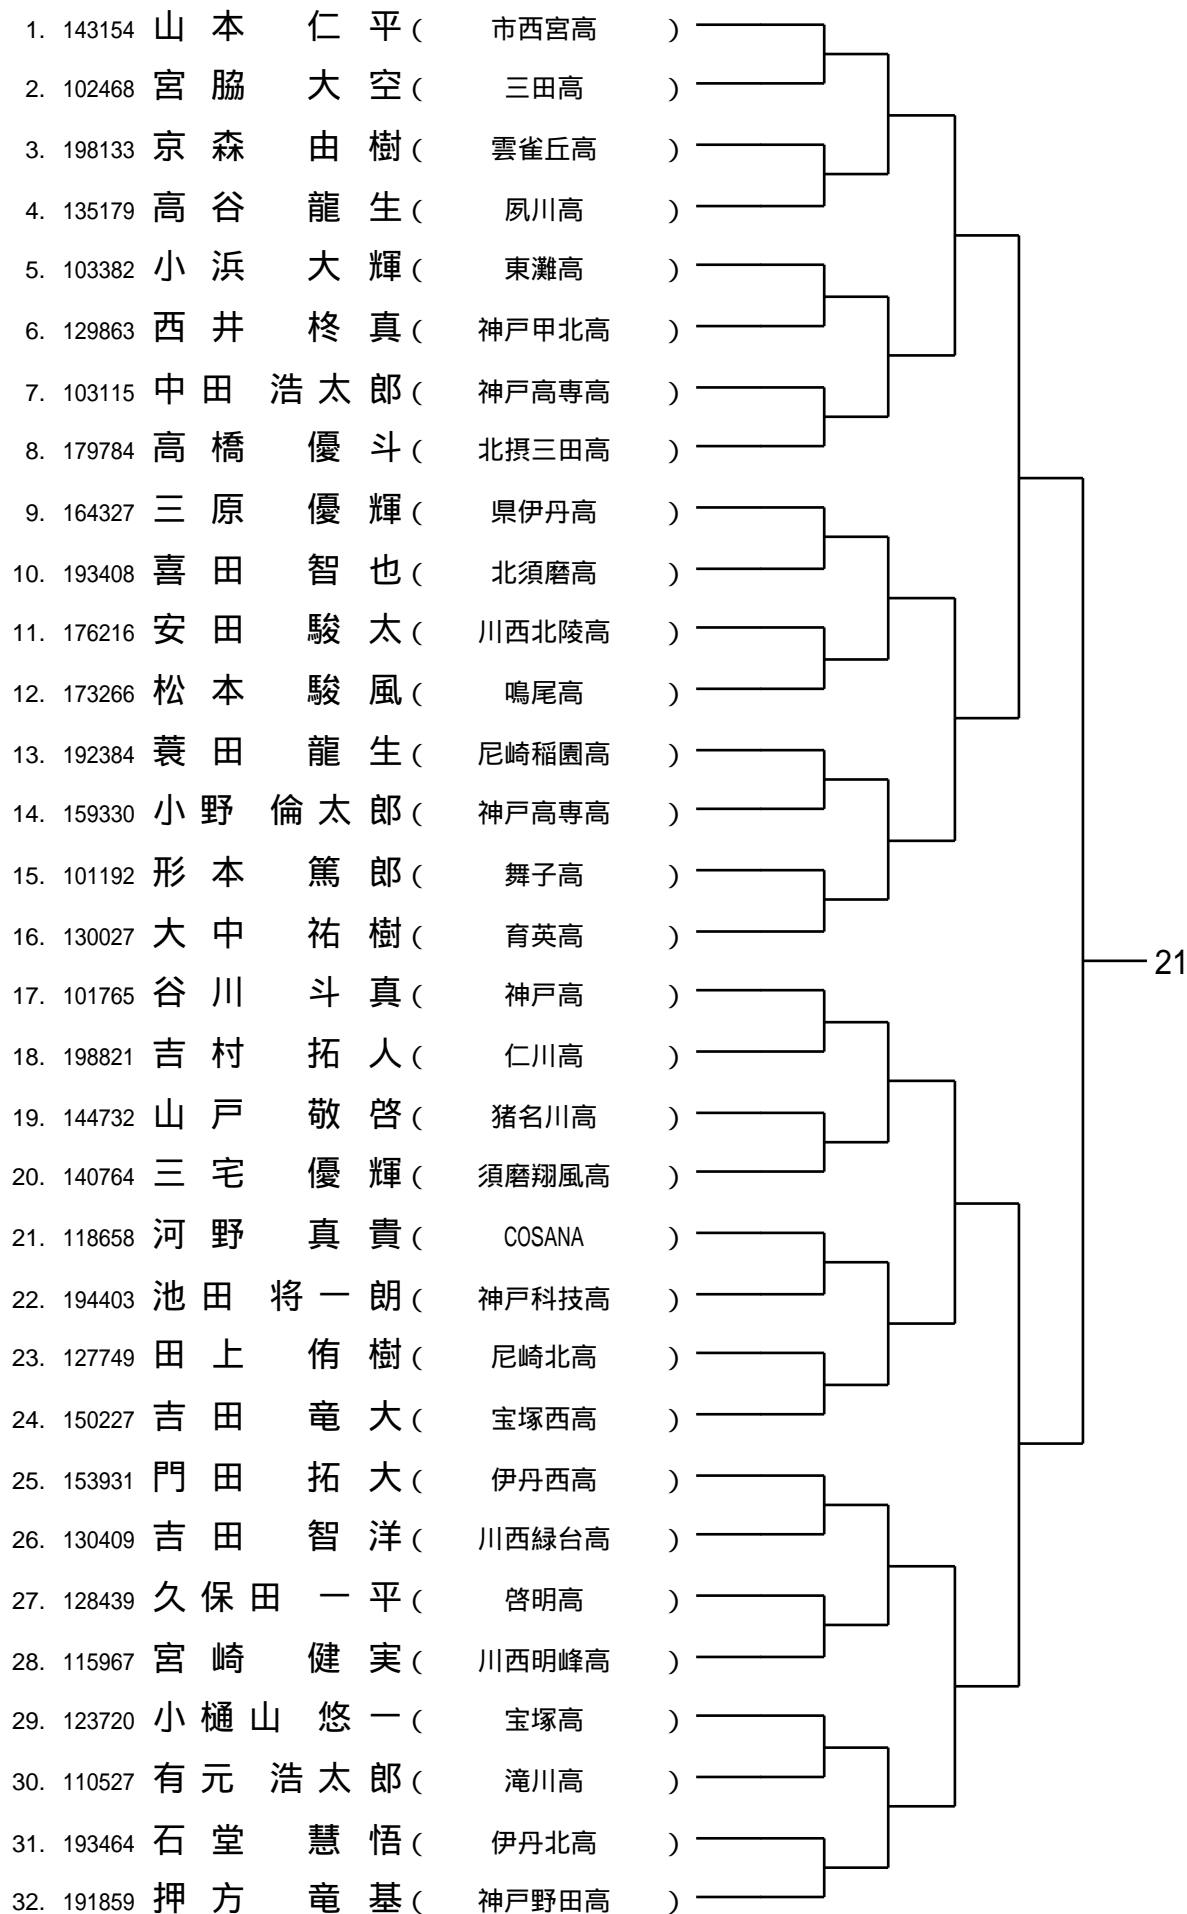 1. 143154 山本 仁平 ( 市西宮高 )
2. 102468 宮脇 大空 ( 三田高 )
3. 198133 京森 由樹 ( 雲雀丘高 )
4. 135179 高谷 龍生 ( 夙川高 )
5. 103382 小浜 大輝 ( 東灘高 )
6. 129863 西井 柊真 ( 神戸甲北高 )
7. 103115 中田 浩太郎 ( 神戸高専高 )
8. 179784 高橋 優斗 ( 北摂三田高 )
9. 164327 三原 優輝 ( 県伊丹高 )
10. 193408 喜田 智也 ( 北須磨高 )
11. 176216 安田 駿太 ( 川西北陵高 )
12. 173266 松本 駿風 ( 鳴尾高 )
13. 192384 蓑田 龍生 ( 尼崎稲園高 )
14. 159330 小野 倫太郎 ( 神戸高専高 )
15. 101192 形本 篤郎 ( 舞子高 )
16. 130027 大中 祐樹 ( 育英高 )
21
17. 101765 谷川 斗真 ( 神戸高 )
18. 198821 吉村 拓人 ( 仁川高 )
19. 144732 山戸 敬啓 ( 猪名川高 )
20. 140764 三宅 優輝 ( 須磨翔風高 )
21. 118658 河野 真貴 ( COSANA )
22. 194403 池田 将一朗 ( 神戸科技高 )
23. 127749 田上 侑樹 ( 尼崎北高 )
24. 150227 吉田 竜大 ( 宝塚西高 )
25. 153931 門田 拓大 ( 伊丹西高 )
26. 130409 吉田 智洋 ( 川西緑台高 )
27. 128439 久保田 一平 ( 啓明高 )
28. 115967 宮崎 健実 ( 川西明峰高 )
29. 123720 小樋山 悠一 ( 宝塚高 )
30. 110527 有元 浩太郎 ( 滝川高 )
31. 193464 石堂 慧悟 ( 伊丹北高 )
32. 191859 押方 竜基 ( 神戸野田高 )